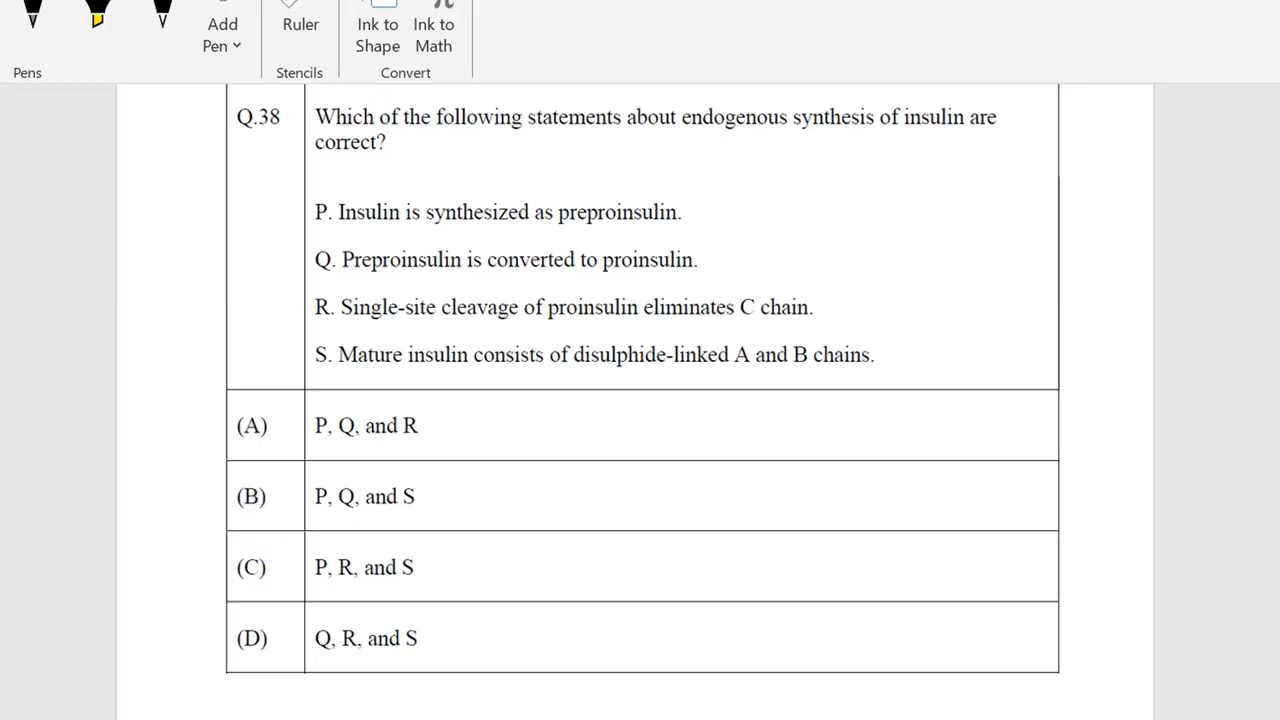 Add
Pen
Ruler
Ink to
Shape
Ink to
Math
Pens
Stencils
Convert
Q.38 Which of the following statements about endogenous synthesis of insulin are
correct?
P. Insulin is synthesized as preproinsulin.
Q. Preproinsulin is converted to proinsulin.
R. Single-site cleavage of proinsulin eliminates C chain.
S. Mature insulin consists of disulphide-linked A and B chains.
(A) P, Q, and R
(B) P, Q, and S
(C) P, R, and S
(D) Q, R, and S